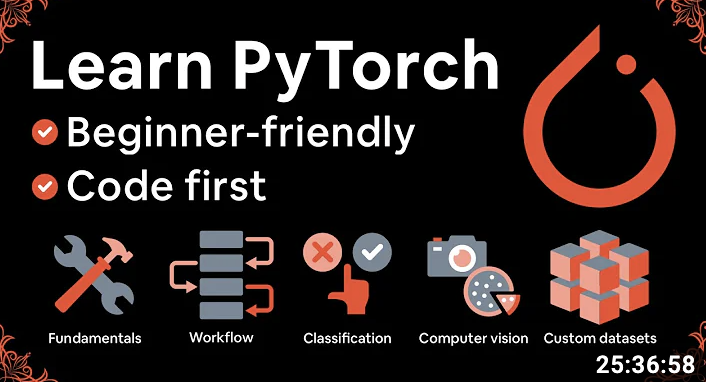 Learn PyTorch
Beginner-friendly
Code first
Fundamentals
Workflow
Classification
Computer vision
Custom datasets
25:36:58